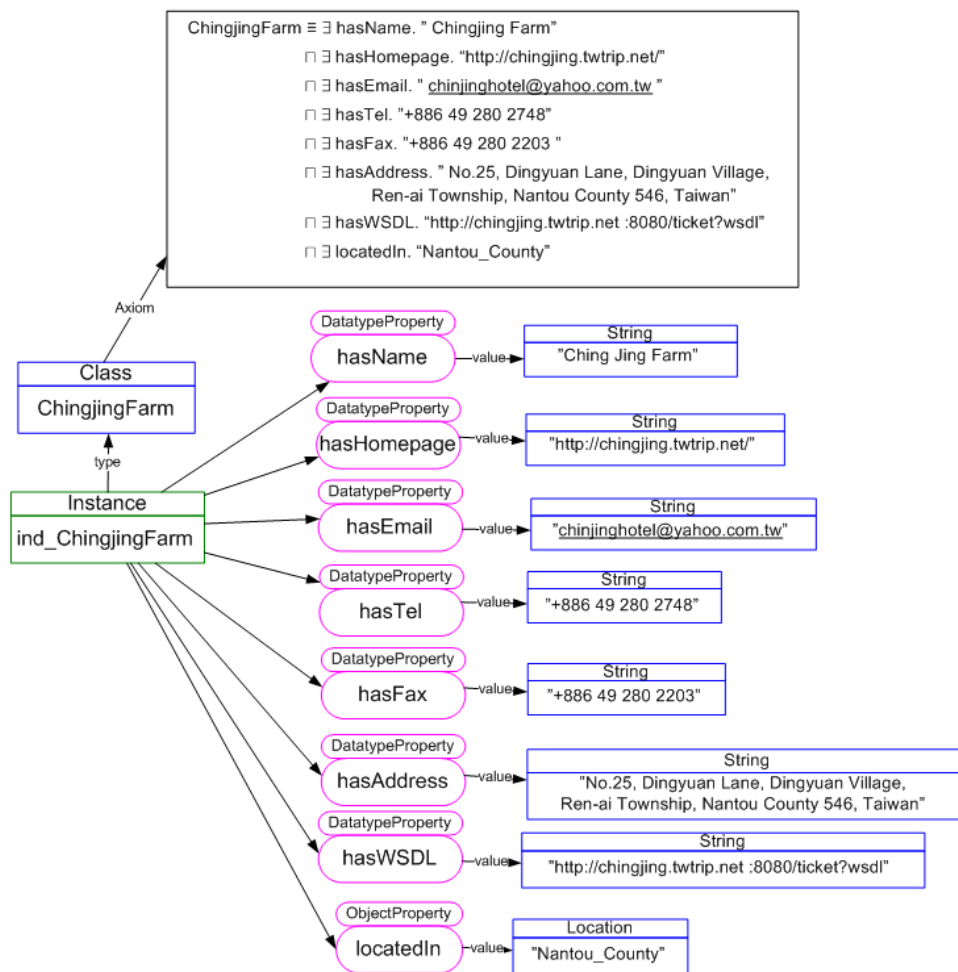 ChingjingFarm ≡ ∃ hasName. " Chingjing Farm"
⊓ ∃ hasHomepage. "http://chingjing.twtrip.net/"
⊓ ∃ hasEmail. " chinjinghotel@yahoo.com.tw "
⊓ ∃ hasTel. "+886 49 280 2748"
⊓ ∃ hasFax. "+886 49 280 2203 "
⊓ ∃ hasAddress. " No.25, Dingyuan Lane, Dingyuan Village,
Ren-ai Township, Nantou County 546, Taiwan"
⊓ ∃ hasWSDL. "http://chingjing.twtrip.net :8080/ticket?wsdl"
⊓ ∃ locatedIn. "Nantou_County"
Axiom
Class
ChingjingFarm
type
Instance
ind_ChingjingFarm
DatatypeProperty
hasName
value
String
"Ching Jing Farm"
DatatypeProperty
hasHomepage
value
String
"http://chingjing.twtrip.net/"
DatatypeProperty
hasEmail
value
String
"chinjinghotel@yahoo.com.tw"
DatatypeProperty
hasTel
value
String
"+886 49 280 2748"
DatatypeProperty
hasFax
value
String
"+886 49 280 2203"
DatatypeProperty
hasAddress
value
String
"No.25, Dingyuan Lane, Dingyuan Village,
Ren-ai Township, Nantou County 546, Taiwan"
DatatypeProperty
hasWSDL
value
String
"http://chingjing.twtrip.net :8080/ticket?wsdl"
ObjectProperty
locatedIn
value
Location
"Nantou_County"